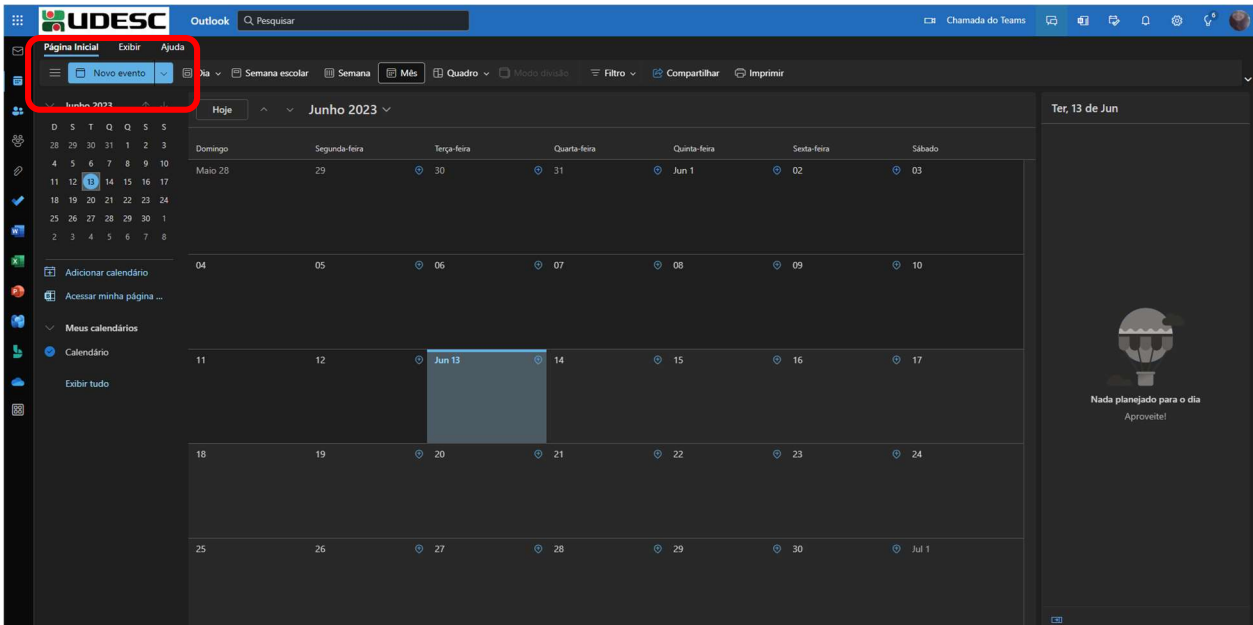 UDESC Outlook Pesquisar Chamada do Teams 6
Página Inicial Exibir Ajuda
Novo evento Dia Semana escolar Semana Mês Quadro Modo divisão Filtro Compartilhar Imprimir
Junho 2023
D S T Q Q S S
28 29 30 31 1 2 3
4 5 6 7 8 9 10
11 12 13 14 15 16 17
18 19 20 21 22 23 24
25 26 27 28 29 30 1
2 3 4 5 6 7 8
Adicionar calendário
Acessar minha página ...
Meus calendários
Calendário
Exibir tudo
Hoje Junho 2023
Domingo Segunda-feira Terça-feira Quarta-feira Quinta-feira Sexta-feira Sábado
Maio 28 29 30 31 Jun 1 02 03
04 05 06 07 08 09 10
11 12 Jun 13 14 15 16 17
18 19 20 21 22 23 24
25 26 27 28 29 30 Jul 1
Ter, 13 de Jun
Nada planejado para o dia
Aproveite!